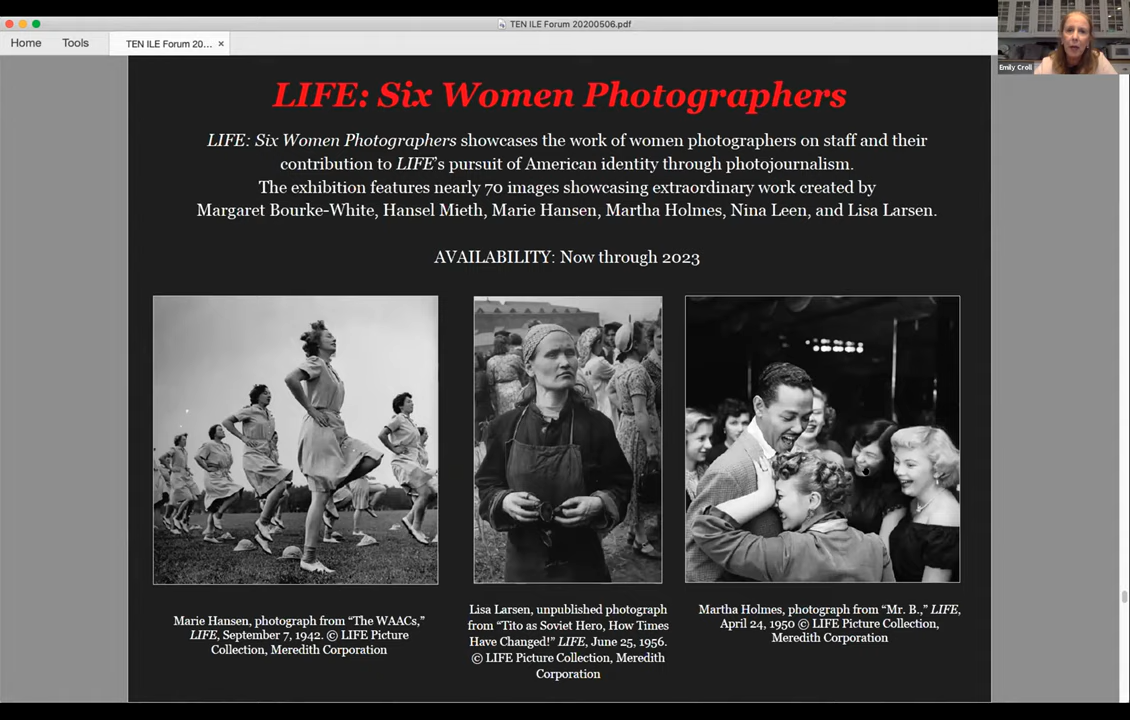 TEN ILE Forum 20200506.pdf
Home
Tools
TEN ILE Forum 20...
×
Emily Croll
LIFE: Six Women Photographers
LIFE: Six Women Photographers showcases the work of women photographers on staff and their
contribution to LIFE's pursuit of American identity through photojournalism.
The exhibition features nearly 70 images showcasing extraordinary work created by
Margaret Bourke-White, Hansel Mieth, Marie Hansen, Martha Holmes, Nina Leen, and Lisa Larsen.
AVAILABILITY: Now through 2023
Marie Hansen, photograph from “The WAACs,”
LIFE, September 7, 1942. © LIFE Picture
Collection, Meredith Corporation
Lisa Larsen, unpublished photograph
from “Tito as Soviet Hero, How Times
Have Changed!” LIFE, June 25, 1956.
© LIFE Picture Collection, Meredith
Corporation
Martha Holmes, photograph from “Mr. B.,” LIFE,
April 24, 1950 © LIFE Picture Collection,
Meredith Corporation